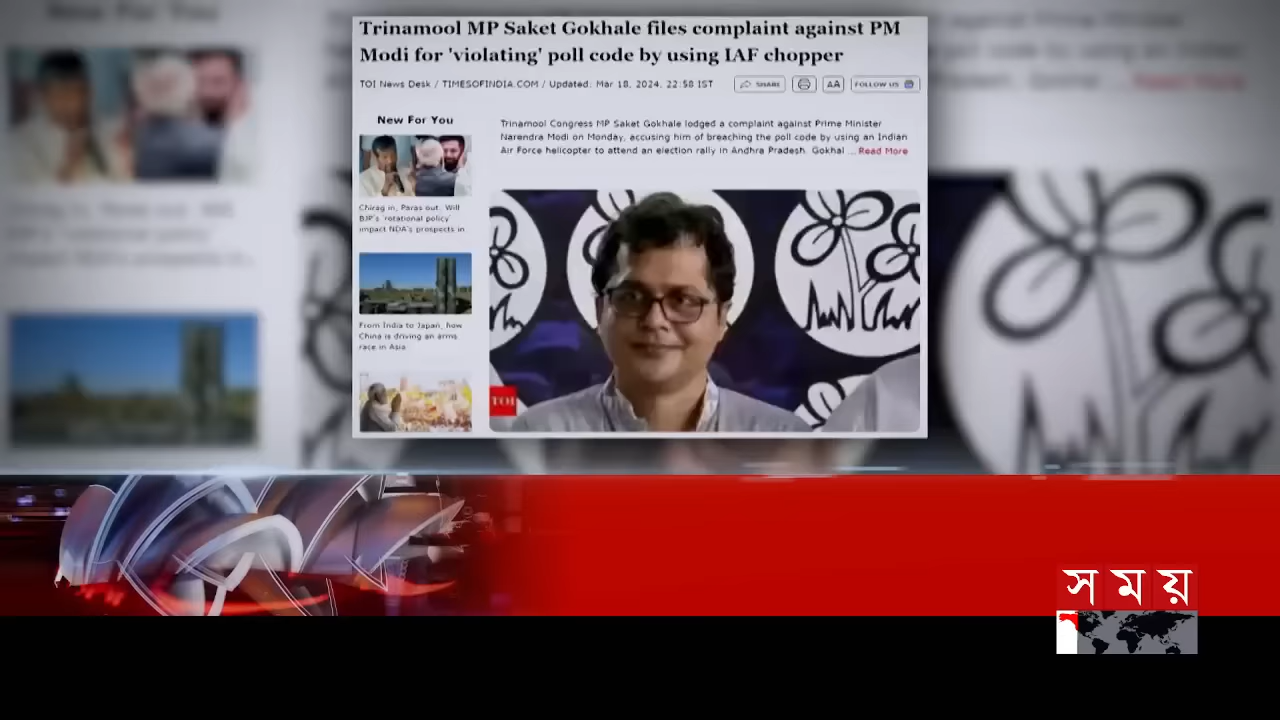 Trinamool MP Saket Gokhale files complaint against PM
Modi for 'violating' poll code by using IAF chopper
TOI News Desk / TIMESOFINDIA.COM / Updated: Mar 18, 2024, 22:58 IST
SHARE
AA
FOLLOW US
New For You
Chirag in, Paras out. Will
BJP's 'rotational policy'
impact NDA's prospects in
From India to Japan, how
China is driving an arms
race in Asia
Trinamool Congress MP Saket Gokhale lodged a complaint against Prime Minister
Narendra Modi on Monday, accusing him of breaching the poll code by using an Indian
Air Force helicopter to attend an election rally in Andhra Pradesh. Gokhal ... Read More
TOI
সময়